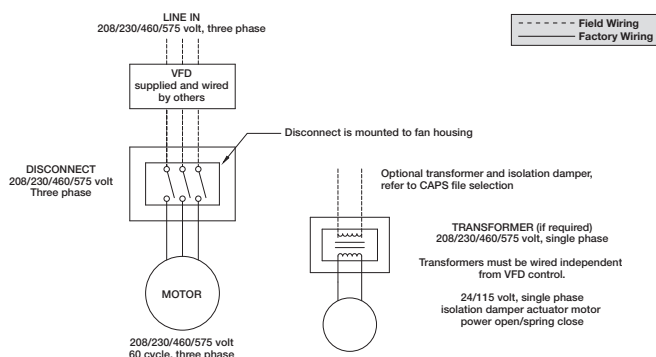 LINE IN
208/230/460/575 volt, three phase
Field Wiring
Factory Wiring
VFD
supplied and wired
by others
Disconnect is mounted to fan housing
DISCONNECT
208/230/460/575 volt
Three phase
Optional transformer and isolation damper,
refer to CAPS file selection
TRANSFORMER (if required)
208/230/460/575 volt, single phase
Transformers must be wired independent
from VFD control.
24/115 volt, single phase
isolation damper actuator motor
power open/spring close
MOTOR
208/230/460/575 volt
60 cycle, three phase